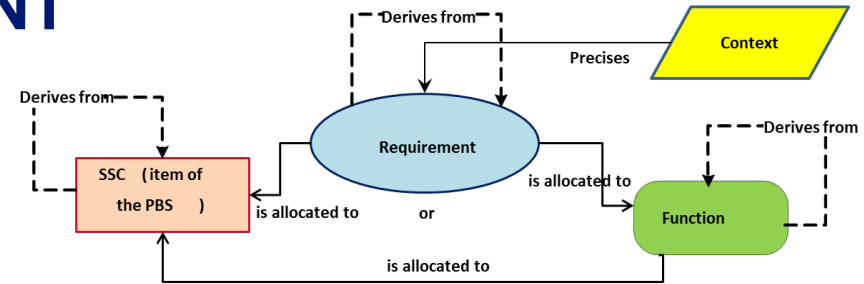 NT
Derives from
Context
Precises
Derives from
Derives from
Requirement
SSC (item of
the PBS )
is allocated to
is allocated to
or
Function
is allocated to